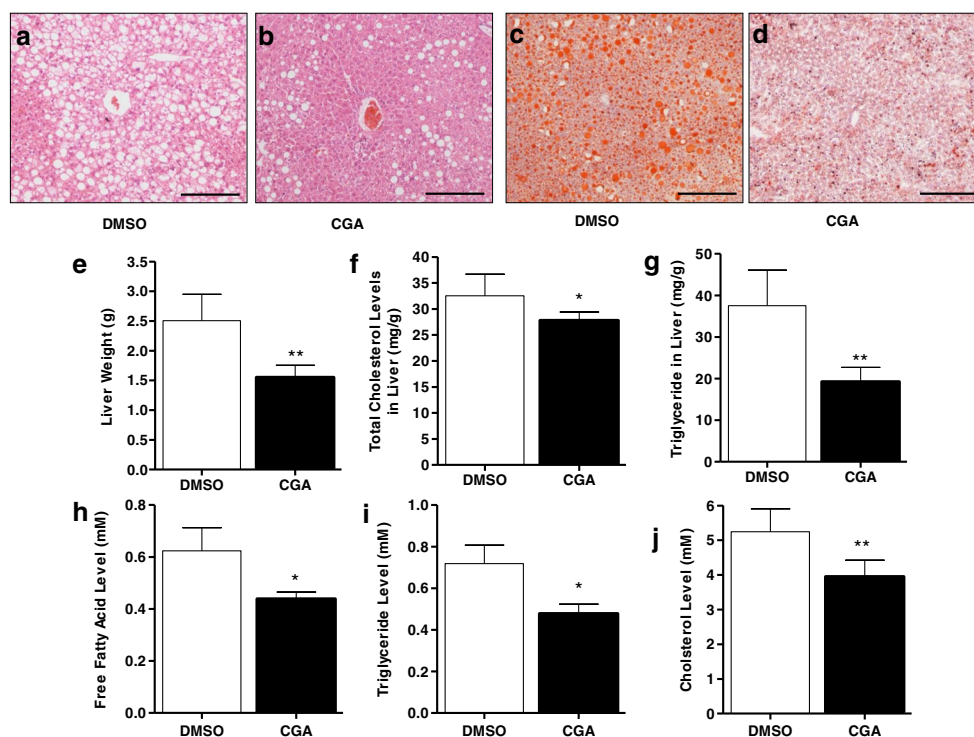 a
b
c
d
DMSO
CGA
DMSO
CGA
e
Liver Weight (g)
3.5
3.0
2.5
2.0
1.5
1.0
0.5
0.0
**
DMSO
CGA
f
Total Cholesterol Levels
in Liver (mg/g)
40
35
30
25
20
15
10
5
0
*
DMSO
CGA
g
Triglyceride in Liver (mg/g)
50
40
30
20
10
0
**
DMSO
CGA
h
Free Fatty Acid Level (mM)
0.8
0.6
0.4
0.2
0.0
*
DMSO
CGA
i
Triglyceride Level (mM)
1.0
0.8
0.6
0.4
0.2
0.0
*
DMSO
CGA
j
Cholsterol Level (mM)
6
5
4
3
2
1
0
**
DMSO
CGA